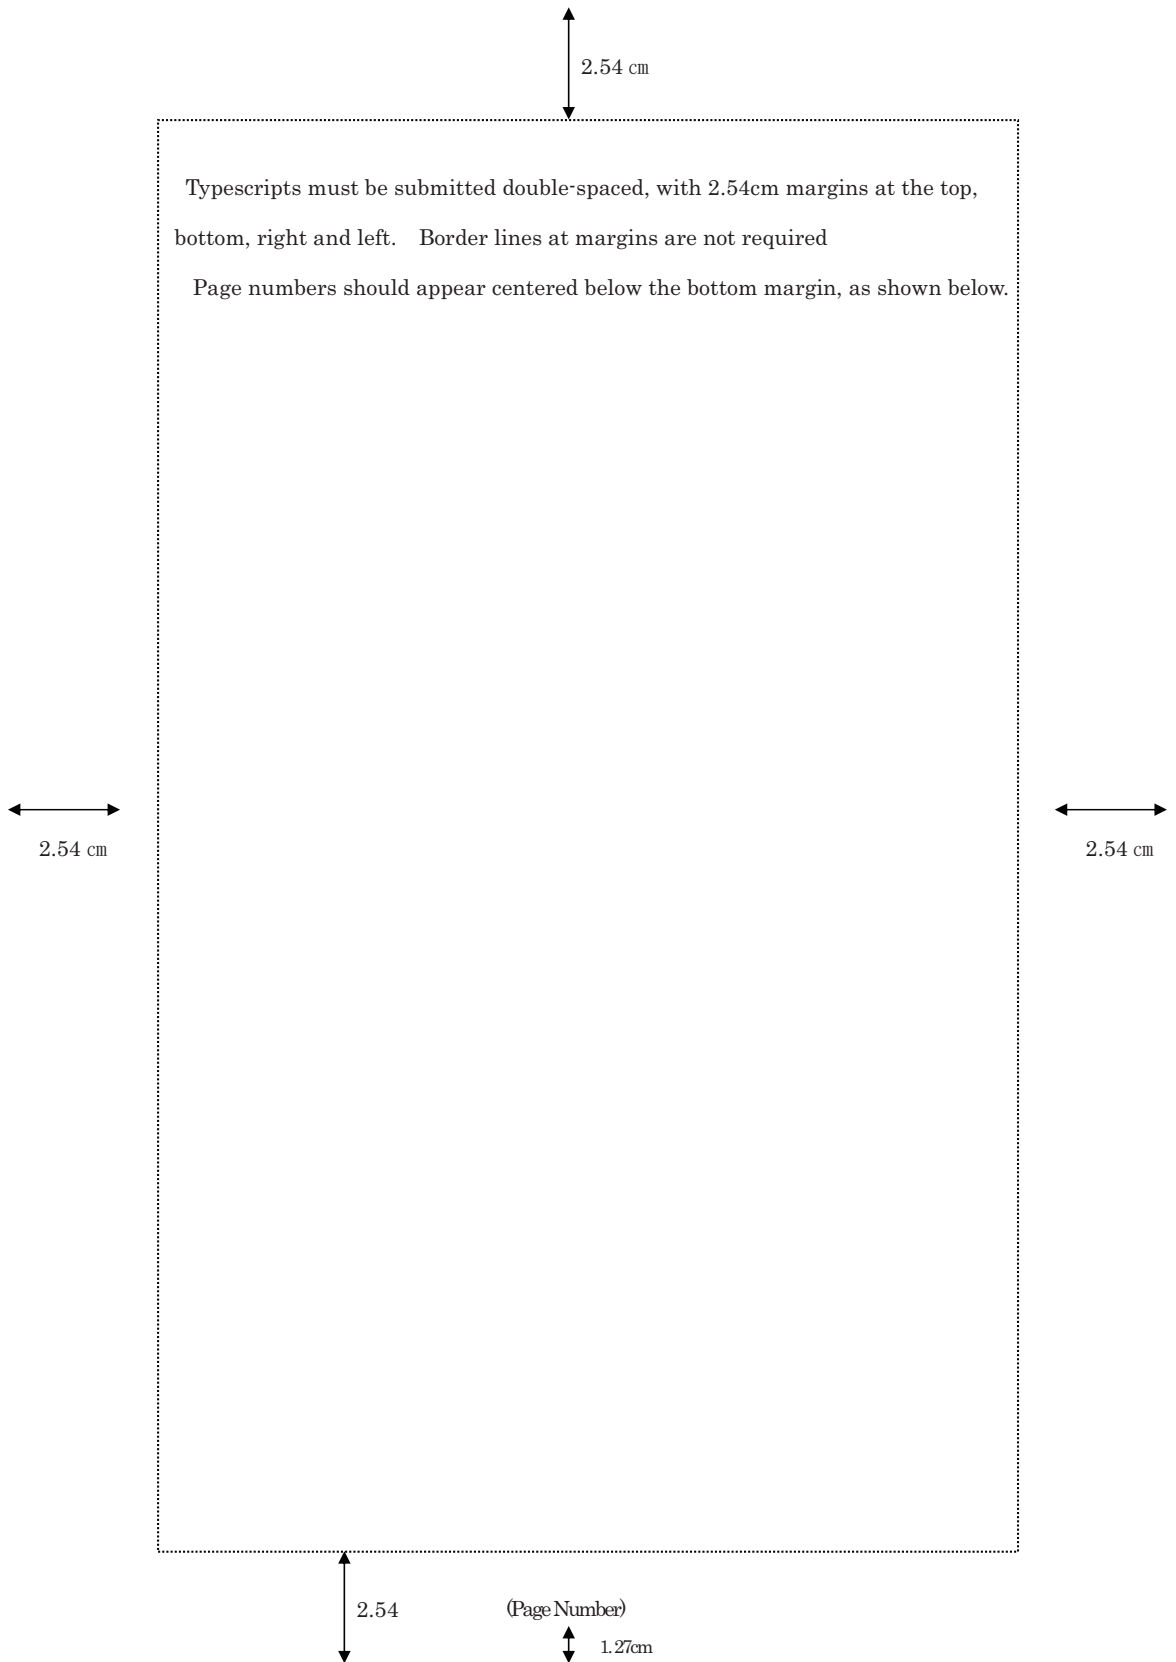 2.54 ㎝
Typescripts must be submitted double-spaced, with 2.54cm margins at the top,
bottom, right and left.　Border lines at margins are not required
Page numbers should appear centered below the bottom margin, as shown below.
2.54 ㎝
2.54 ㎝
2.54
(Page Number)
1.27cm